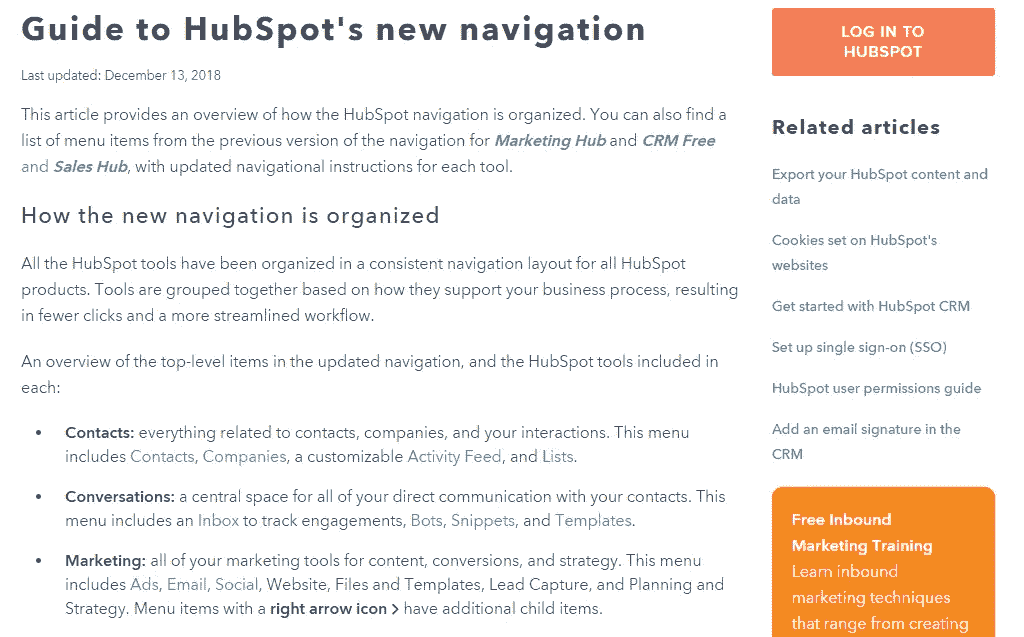 Guide to HubSpot's new navigation
Last updated: December 13, 2018
This article provides an overview of how the HubSpot navigation is organized. You can also find a
list of menu items from the previous version of the navigation for Marketing Hub and CRM Free
and Sales Hub, with updated navigational instructions for each tool.
How the new navigation is organized
All the HubSpot tools have been organized in a consistent navigation layout for all HubSpot
products. Tools are grouped together based on how they support your business process, resulting
in fewer clicks and a more streamlined workflow.
An overview of the top-level items in the updated navigation, and the HubSpot tools included in
each:
• Contacts: everything related to contacts, companies, and your interactions. This menu
includes Contacts, Companies, a customizable Activity Feed, and Lists.
• Conversations: a central space for all of your direct communication with your contacts. This
menu includes an Inbox to track engagements, Bots, Snippets, and Templates.
• Marketing: all of your marketing tools for content, conversions, and strategy. This menu
includes Ads, Email, Social, Website, Files and Templates, Lead Capture, and Planning and
Strategy. Menu items with a right arrow icon > have additional child items.
LOG IN TO
HUBSPOT
Related articles
Export your HubSpot content and
data
Cookies set on HubSpot's
websites
Get started with HubSpot CRM
Set up single sign-on (SSO)
HubSpot user permissions guide
Add an email signature in the
CRM
Free Inbound
Marketing Training
Learn inbound
marketing techniques
that range from creating